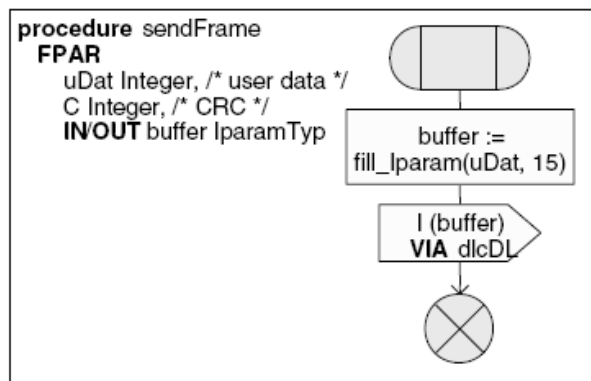 procedure sendFrame
FPAR
uDat Integer, /* user data */
C Integer, /* CRC */
IN/OUT buffer IparamTyp
buffer :=
fill_Iparam(uDat, 15)
I (buffer)
VIA dlcDL